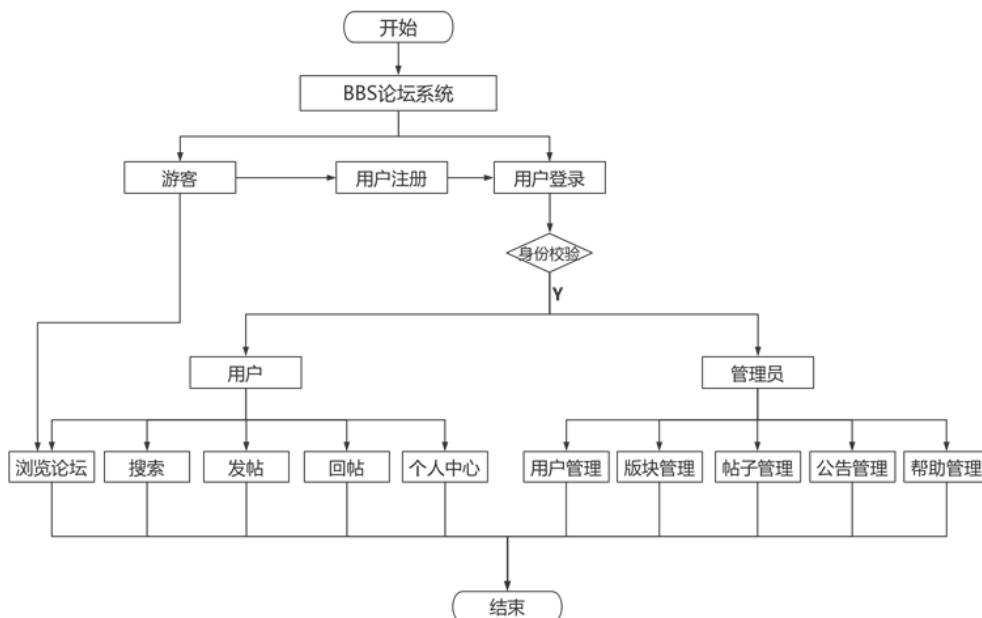 开始
BBS论坛系统
游客
用户注册
用户登录
身份校验
Y
用户
管理员
浏览论坛
搜索
发帖
回帖
个人中心
用户管理
版块管理
帖子管理
公告管理
帮助管理
结束